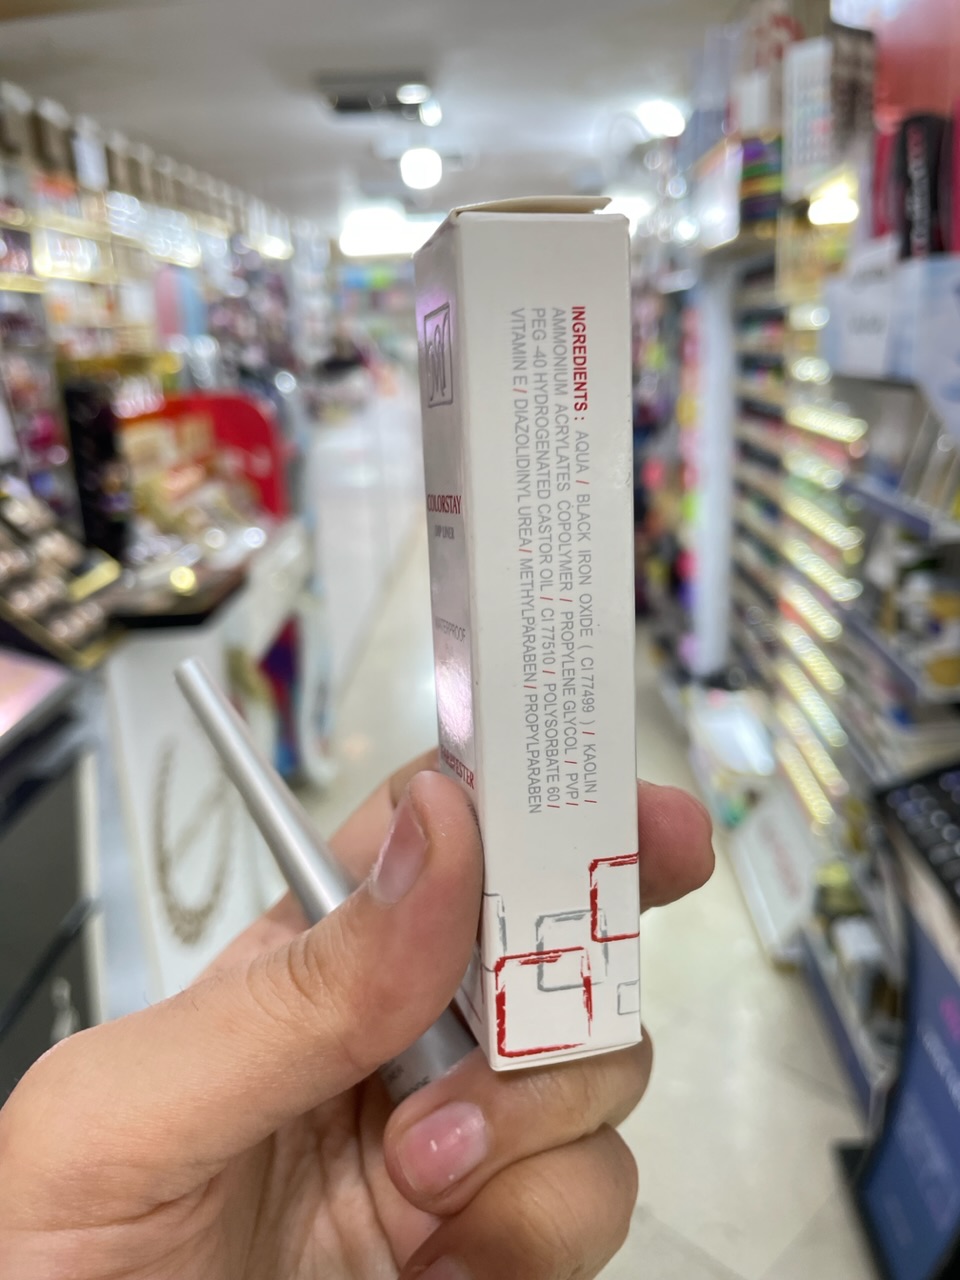 INGREDIENTS : AQUA / BLACK IRON OXIDE ( CI 77499 ) / KAOLIN /
AMMONIUM ACRYLATES COPOLYMER / PROPYLENE GLYCOL / PVP /
PEG -40 HYDROGENATED CASTOR OIL / CI 77510 / POLYSORBATE 60 /
VITAMIN E / DIAZOLIDINYL UREA / METHYLPARABEN / PROPYLPARABEN
COLORSTAY
DIP LINER
WATERPROOF